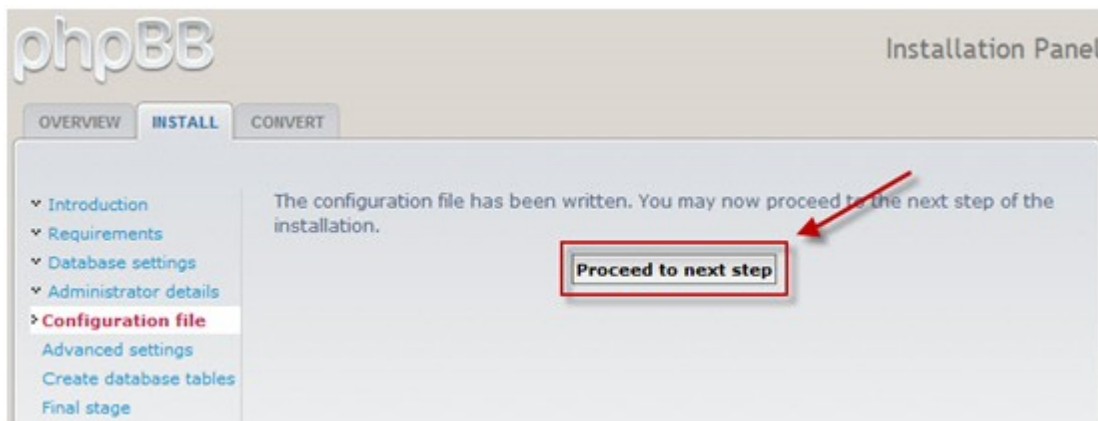 phpBB
Installation Panel
OVERVIEW INSTALL CONVERT
Introduction
Requirements
Database settings
Administrator details
Configuration file
Advanced settings
Create database tables
Final stage
The configuration file has been written. You may now proceed to the next step of the
installation.
Proceed to next step